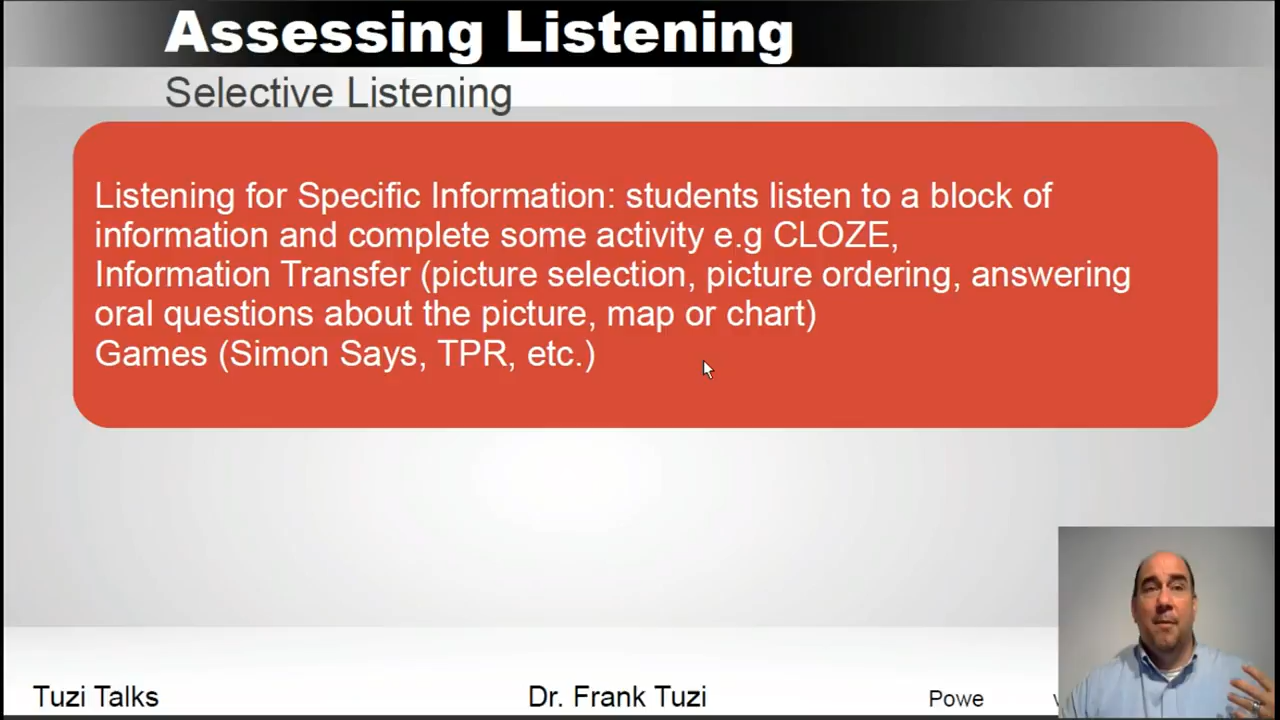 Assessing Listening
Selective Listening
Listening for Specific Information: students listen to a block of
information and complete some activity e.g CLOZE,
Information Transfer (picture selection, picture ordering, answering
oral questions about the picture, map or chart)
Games (Simon Says, TPR, etc.)
Tuzi Talks
Dr. Frank Tuzi
Powe